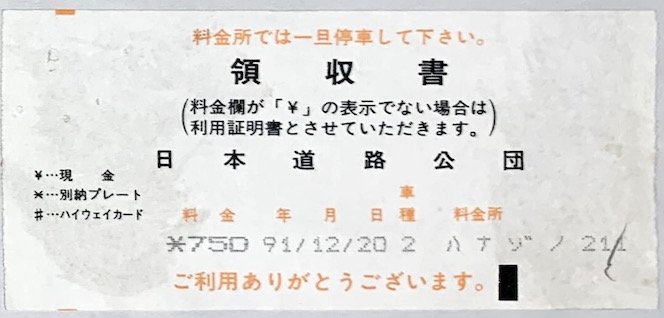 料金所では一旦停車して下さい。
領収書
(料金欄が「￥」の表示でない場合は
利用証明書とさせていただきます。)
日本道路公団
￥…現金
＊…別納プレート
♯…ハイウェイカード
料金 年 月 日 車種 料金所
＊750 91/12/20 2 ハナゾノ 211
ご利用ありがとうございます。